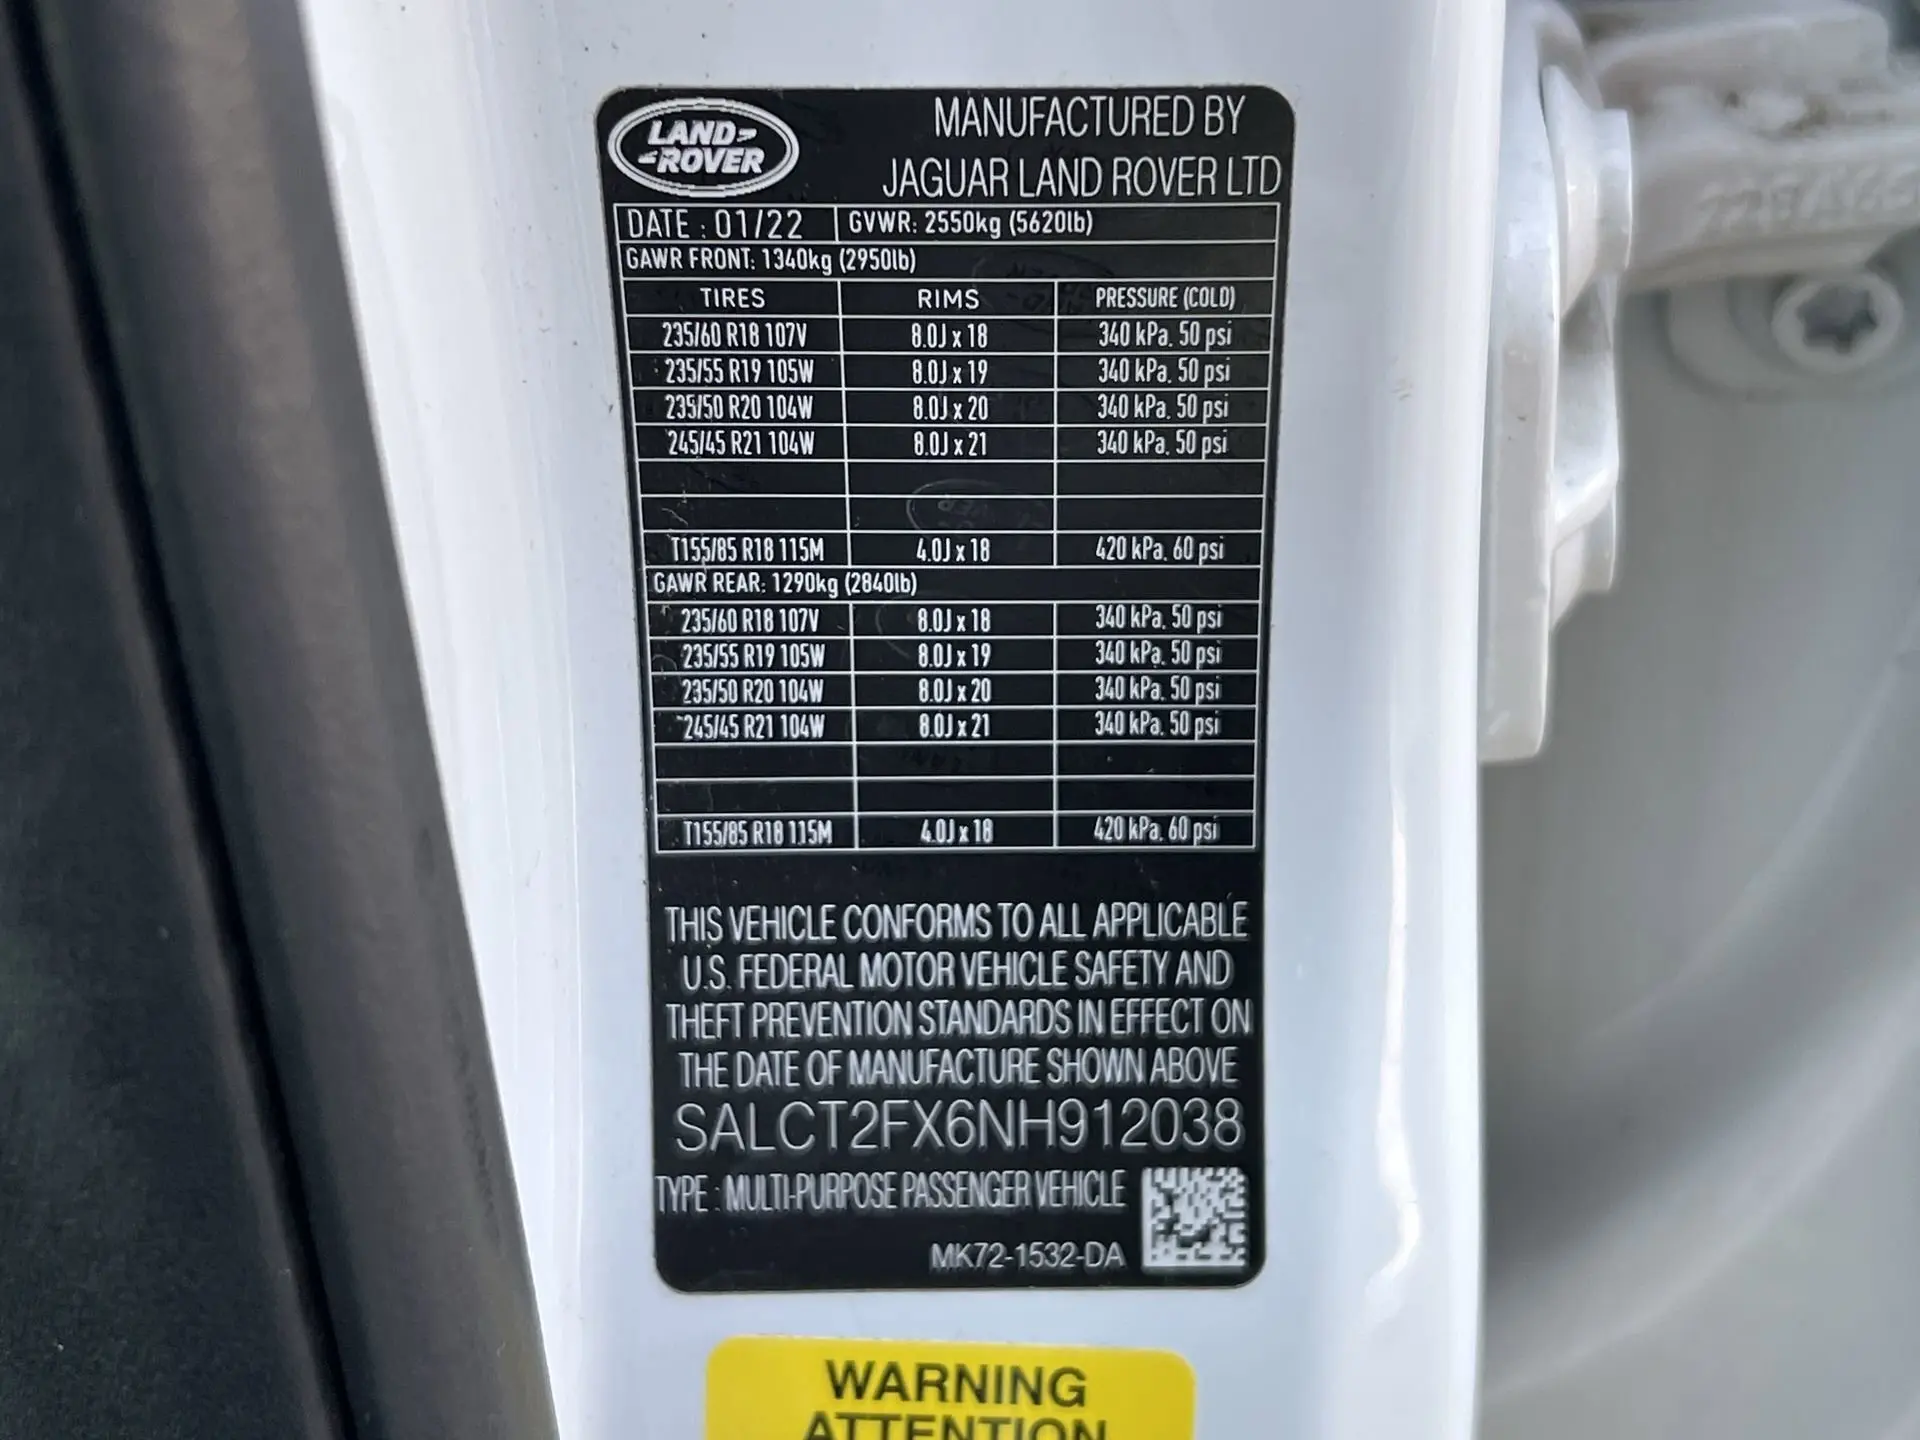 LAND-
-ROVER
MANUFACTURED BY
JAGUAR LAND ROVER LTD
DATE : 01/22 GVWR: 2550kg (5620lb)
GAWR FRONT: 1340kg (2950lb)
TIRES RIMS PRESSURE (COLD)
235/60 R18 107V 8.0J x 18 340 kPa. 50 psi
235/55 R19 105W 8.0J x 19 340 kPa. 50 psi
235/50 R20 104W 8.0J x 20 340 kPa. 50 psi
245/45 R21 104W 8.0J x 21 340 kPa. 50 psi
T155/85 R18 115M 4.0J x 18 420 kPa. 60 psi
GAWR REAR: 1290kg (2840lb)
235/60 R18 107V 8.0J x 18 340 kPa. 50 psi
235/55 R19 105W 8.0J x 19 340 kPa. 50 psi
235/50 R20 104W 8.0J x 20 340 kPa. 50 psi
245/45 R21 104W 8.0J x 21 340 kPa. 50 psi
T155/85 R18 115M 4.0J x 18 420 kPa. 60 psi
THIS VEHICLE CONFORMS TO ALL APPLICABLE
U.S. FEDERAL MOTOR VEHICLE SAFETY AND
THEFT PREVENTION STANDARDS IN EFFECT ON
THE DATE OF MANUFACTURE SHOWN ABOVE
SALCT2FX6NH912038
TYPE : MULTI-PURPOSE PASSENGER VEHICLE
MK72-1532-DA
WARNING
ATTENTION